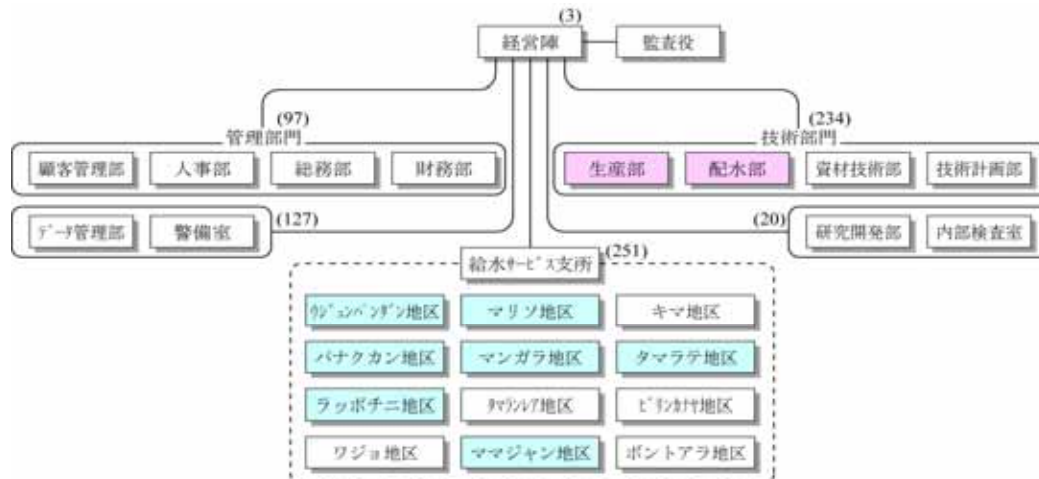 (3)
経営陣 監査役
(97)
管理部門
顧客管理部 人事部 総務部 財務部
(234)
技術部門
生産部 配水部 資材技術部 技術計画部
ﾃﾞｰﾀ管理部 警備室
(127)
(20)
研究開発部 内部検査室
給水ｻｰﾋﾞｽ支所
(251)
ｳｼﾞｭﾝﾊﾟﾝﾀﾞﾝ地区 マリソ地区 キマ地区
パナクカン地区 マンガラ地区 タマラテ地区
ラッポチニ地区 ﾀﾏﾗﾝﾚｱ地区 ﾋﾞﾘﾝｶﾅﾔ地区
ワジョ地区 ママジャン地区 ボントアラ地区